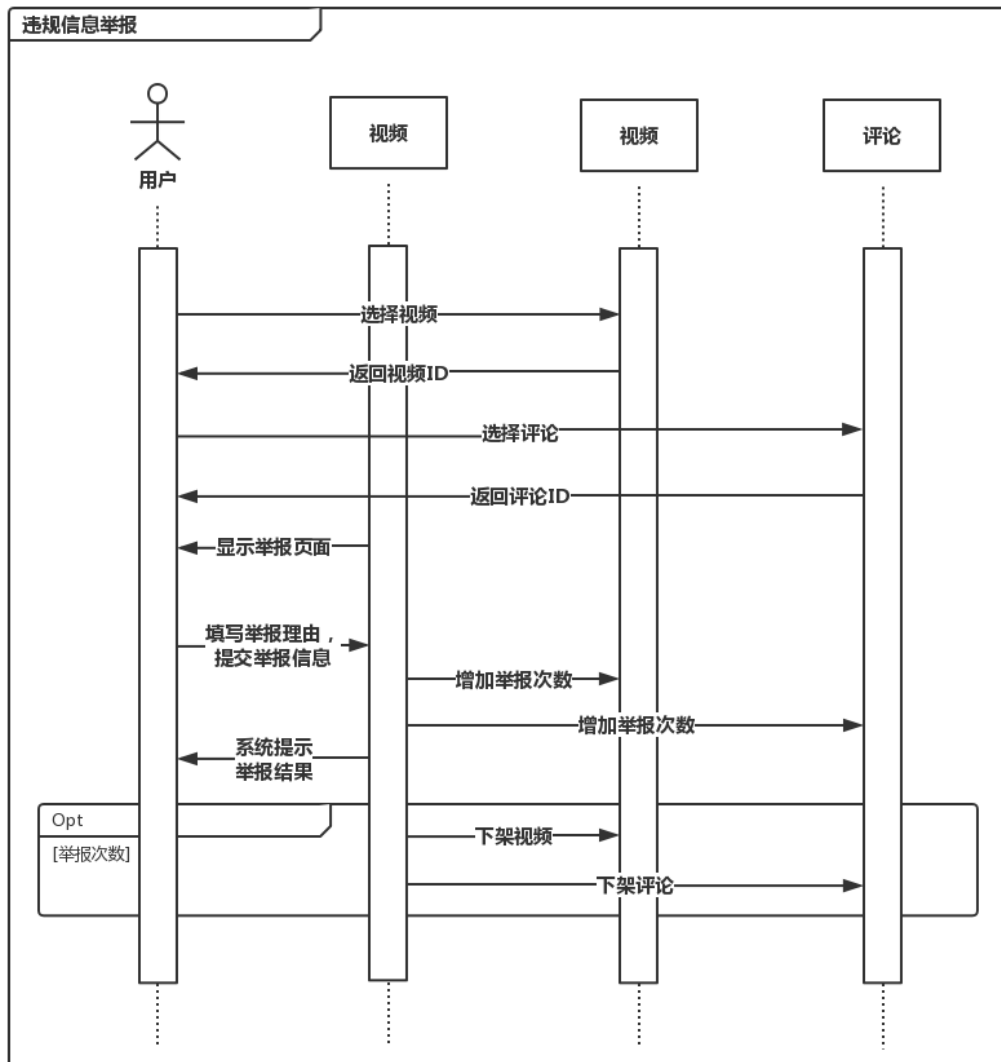 违规信息举报
用户
视频
视频
评论
选择视频
返回视频ID
选择评论
返回评论ID
显示举报页面
填写举报理由，
提交举报信息
增加举报次数
增加举报次数
系统提示
举报结果
Opt
[举报次数]
下架视频
下架评论